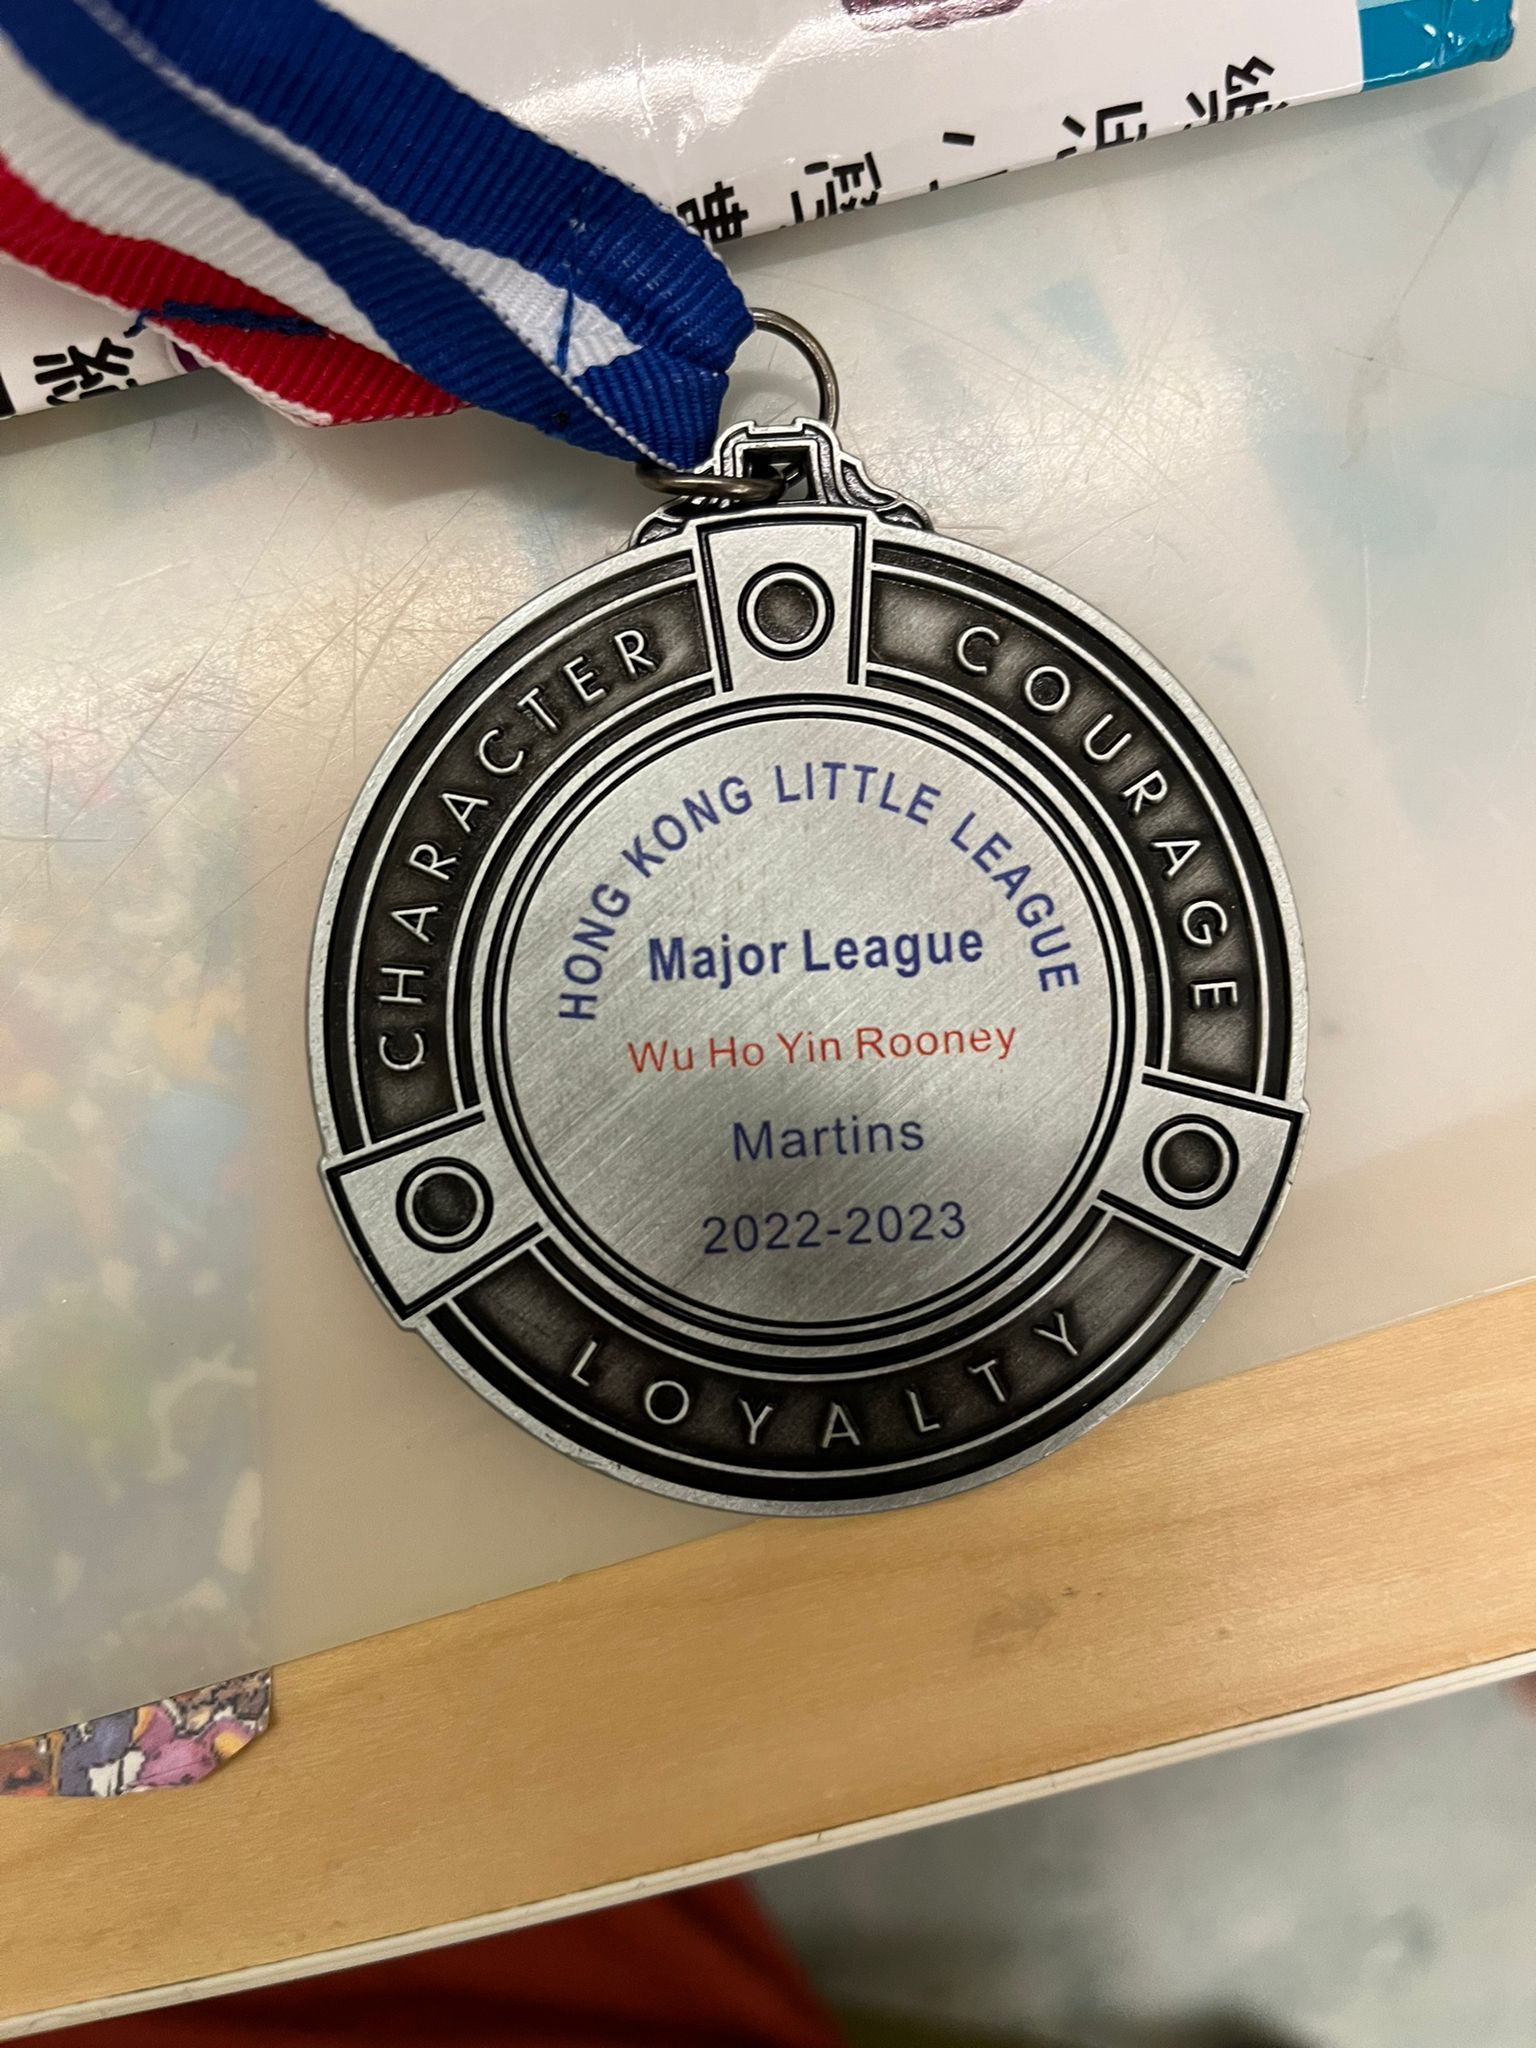 CHARACTER
COURAGE
HONG KONG LITTLE LEAGUE
Major League
Wu Ho Yin Rooney
Martins
2022-2023
LOYALTY